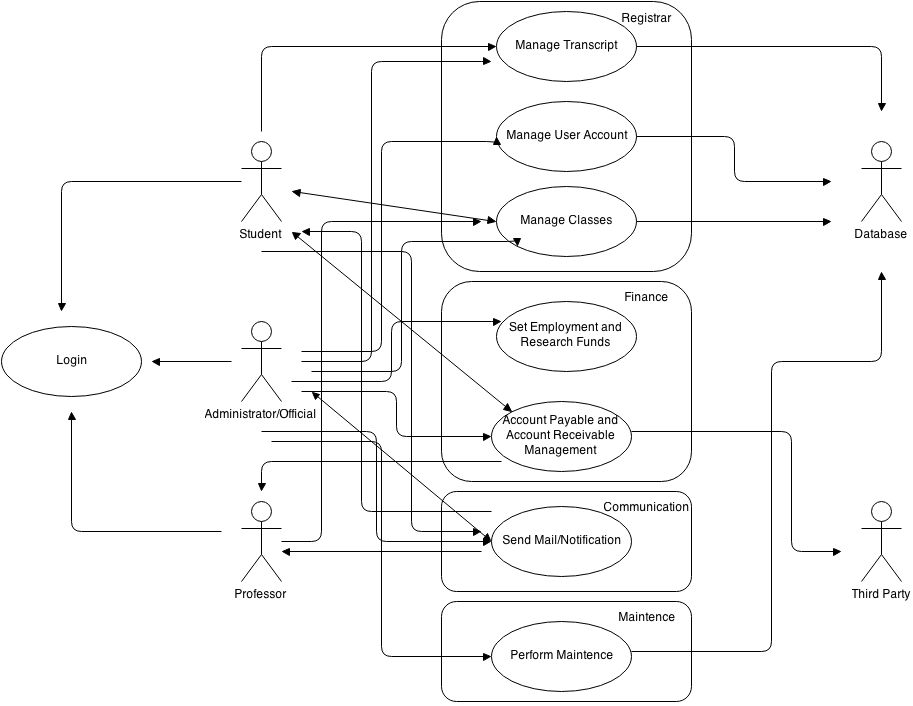 Registrar
Manage Transcript
Manage User Account
Manage Classes
Student
Database
Finance
Set Employment and
Research Funds
Login
Administrator/Official
Account Payable and
Account Receivable
Management
Communication
Send Mail/Notification
Professor
Third Party
Maintence
Perform Maintence